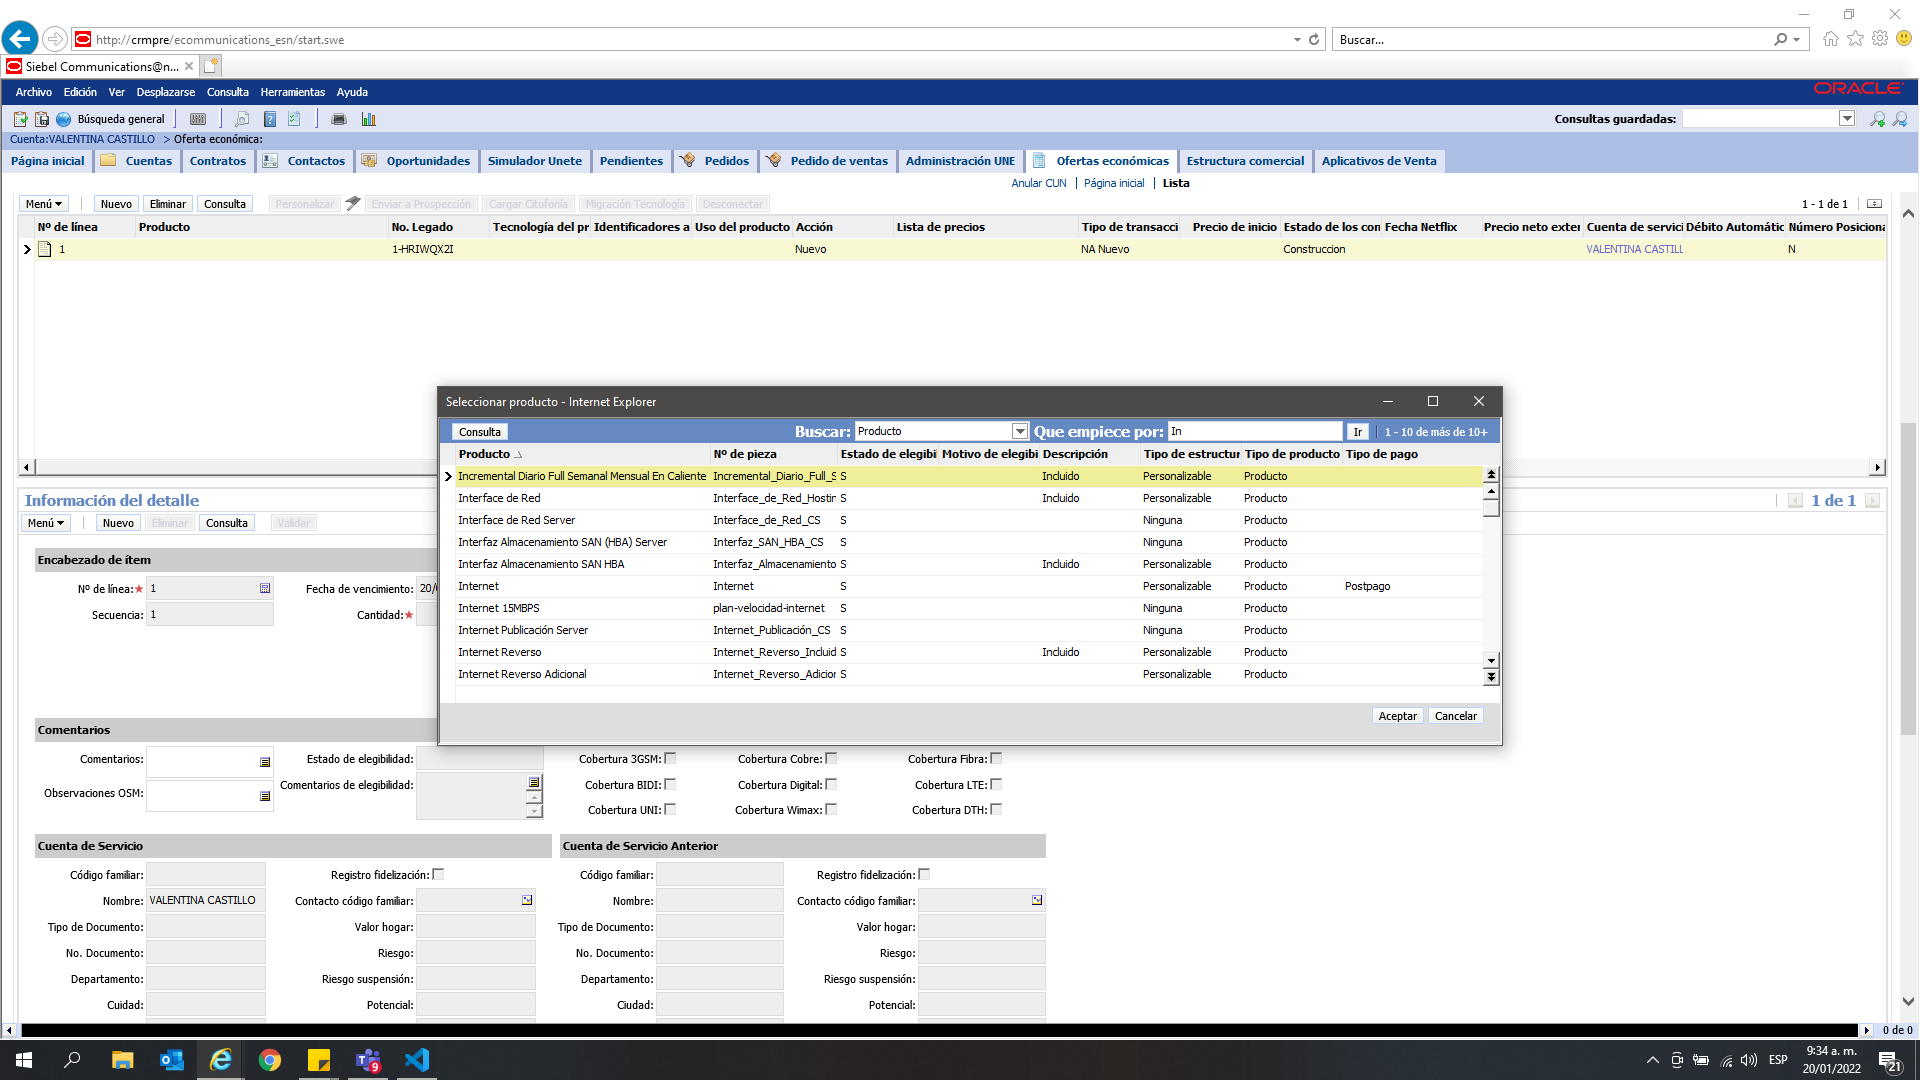 http://crmpre/ecommunications_esn/start.swe
Buscar...
Siebel Communications@n...
Archivo Edición Ver Desplazarse Consulta Herramientas Ayuda
ORACLE
Búsqueda general
Consultas guardadas:
Cuenta:VALENTINA CASTILLO > Oferta económica:
Página inicial Cuentas Contratos Contactos Oportunidades Simulador Unete Pendientes Pedidos Pedido de ventas Administración UNE Ofertas económicas Estructura comercial Aplicativos de Venta
Anular CUN | Página inicial | Lista
Menú Nuevo Eliminar Consulta Personalizar Enviar a Prospección Cargar Citofonía Migración Tecnología Desconectar 1 - 1 de 1
Nº de línea Producto No. Legado Tecnología del pr Identificadores a Uso del producto Acción Lista de precios Tipo de transacci Precio de inicio Estado de los con Fecha Netflix Precio neto exter Cuenta de servici Débito Automátic Número Posiciona
1 1-HRIWQX2I Nuevo NA Nuevo Construccion VALENTINA CASTILL N
Seleccionar producto - Internet Explorer
Consulta Buscar: Producto Que empiece por: In Ir 1 - 10 de más de 10+
Producto Nº de pieza Estado de elegibi Motivo de elegibi Descripción Tipo de estructur Tipo de producto Tipo de pago
Incremental Diario Full Semanal Mensual En Caliente Incremental_Diario_Full_S S Incluido Personalizable Producto
Interface de Red Interface_de_Red_Hostin S Incluido Personalizable Producto
Interface de Red Server Interface_de_Red_CS S Ninguna Producto
Interfaz Almacenamiento SAN (HBA) Server Interfaz_SAN_HBA_CS S Ninguna Producto
Interfaz Almacenamiento SAN HBA Interfaz_Almacenamiento S Incluido Personalizable Producto
Internet Internet S Personalizable Producto Postpago
Internet 15MBPS plan-velocidad-internet S Ninguna Producto
Internet Publicación Server Internet_Publicación_CS S Ninguna Producto
Internet Reverso Internet_Reverso_Incluid S Incluido Personalizable Producto
Internet Reverso Adicional Internet_Reverso_Adicior S Personalizable Producto
Aceptar Cancelar
Información del detalle 1 de 1
Menú Nuevo Eliminar Consulta Validar
Encabezado de ítem
Nº de línea:★ 1 Fecha de vencimiento: 20/
Secuencia: 1 Cantidad:★
Comentarios
Comentarios: Estado de elegibilidad: Cobertura 3GSM: Cobertura Cobre: Cobertura Fibra:
Observaciones OSM: Comentarios de elegibilidad: Cobertura BIDI: Cobertura Digital: Cobertura LTE:
Cobertura UNI: Cobertura Wimax: Cobertura DTH:
Cuenta de Servicio Cuenta de Servicio Anterior
Código familiar: Registro fidelización: Código familiar: Registro fidelización:
Nombre: VALENTINA CASTILLO Contacto código familiar: Nombre: Contacto código familiar:
Tipo de Documento: Valor hogar: Tipo de Documento: Valor hogar:
No. Documento: Riesgo: No. Documento: Riesgo:
Departamento: Riesgo suspensión: Departamento: Riesgo suspensión:
Cuidad: Potencial: Ciudad: Potencial:
0 de 0
9
ESP
9:34 a. m.
20/01/2022
21